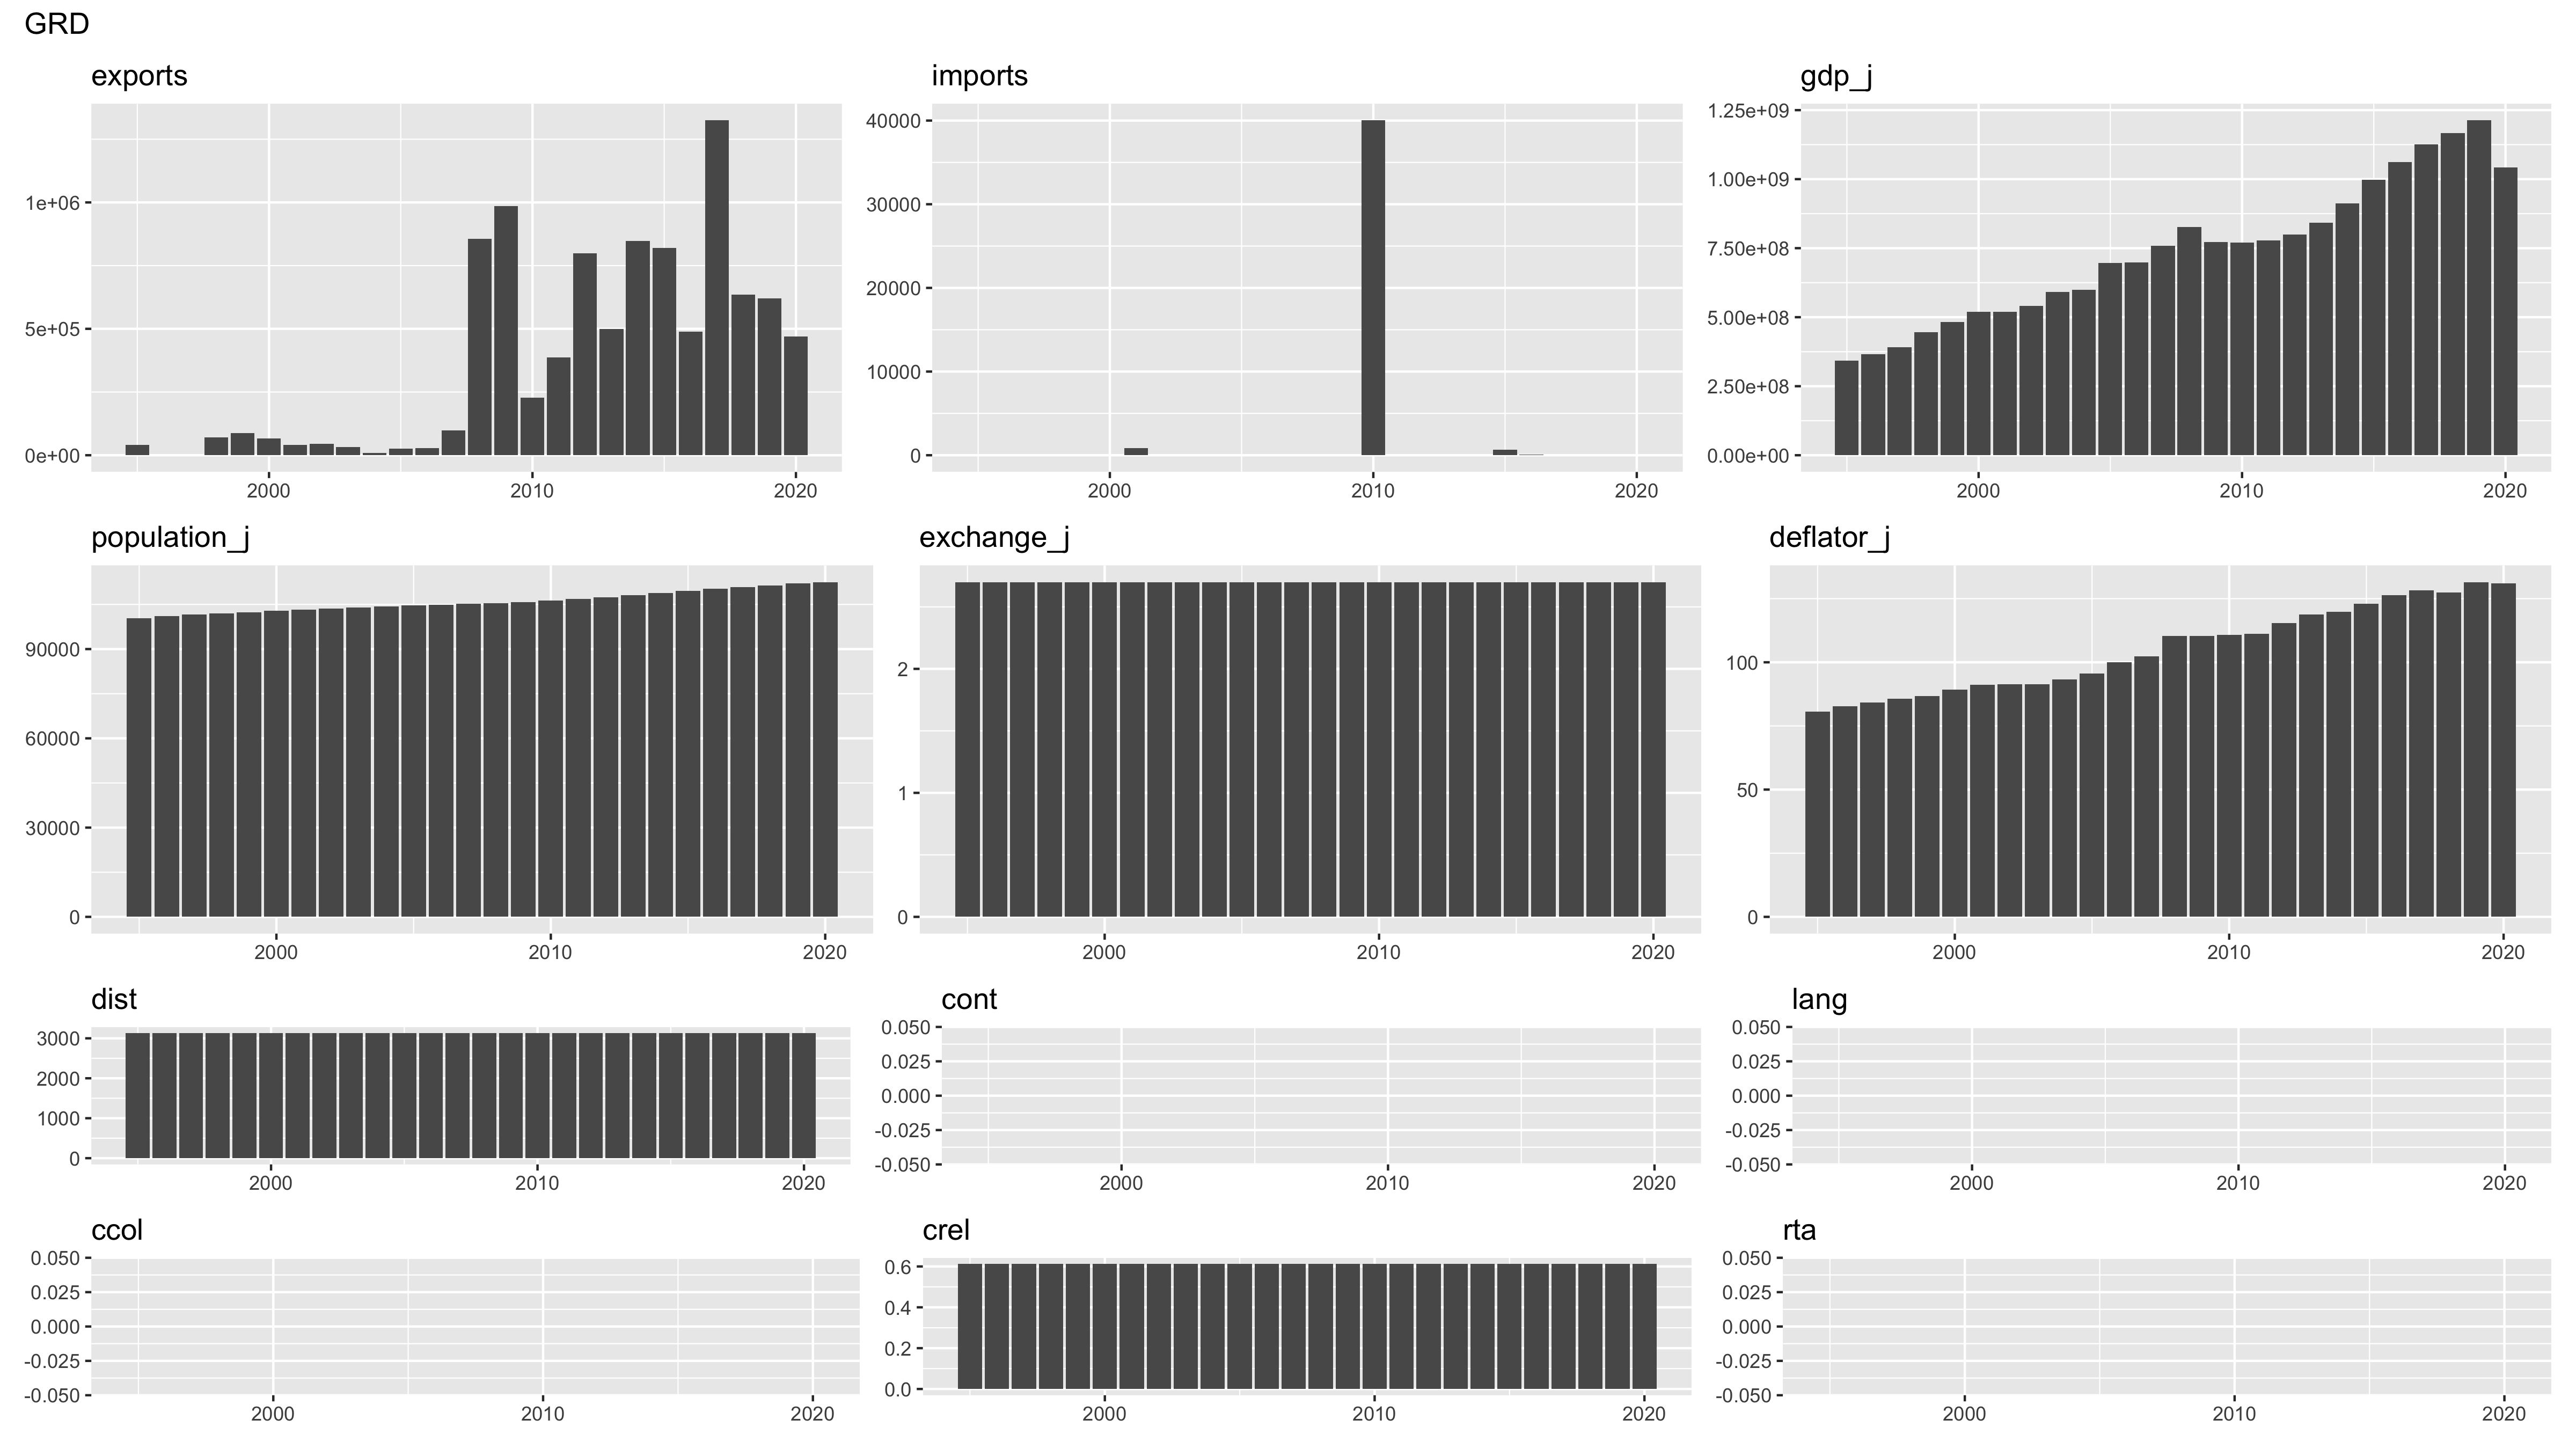 GRD
exports
1e+06
5e+05
0e+00
2000 2010 2020
imports
40000
30000
20000
10000
0
2000 2010 2020
gdp_j
1.25e+09
1.00e+09
7.50e+08
5.00e+08
2.50e+08
0.00e+00
2000 2010 2020
population_j
90000
60000
30000
0
2000 2010 2020
exchange_j
2
1
0
2000 2010 2020
deflator_j
100
50
0
2000 2010 2020
dist
3000
2000
1000
0
2000 2010 2020
cont
0.050
0.025
0.000
-0.025
-0.050
2000 2010 2020
lang
0.050
0.025
0.000
-0.025
-0.050
2000 2010 2020
ccol
0.050
0.025
0.000
-0.025
-0.050
2000 2010 2020
crel
0.6
0.4
0.2
0.0
2000 2010 2020
rta
0.050
0.025
0.000
-0.025
-0.050
2000 2010 2020